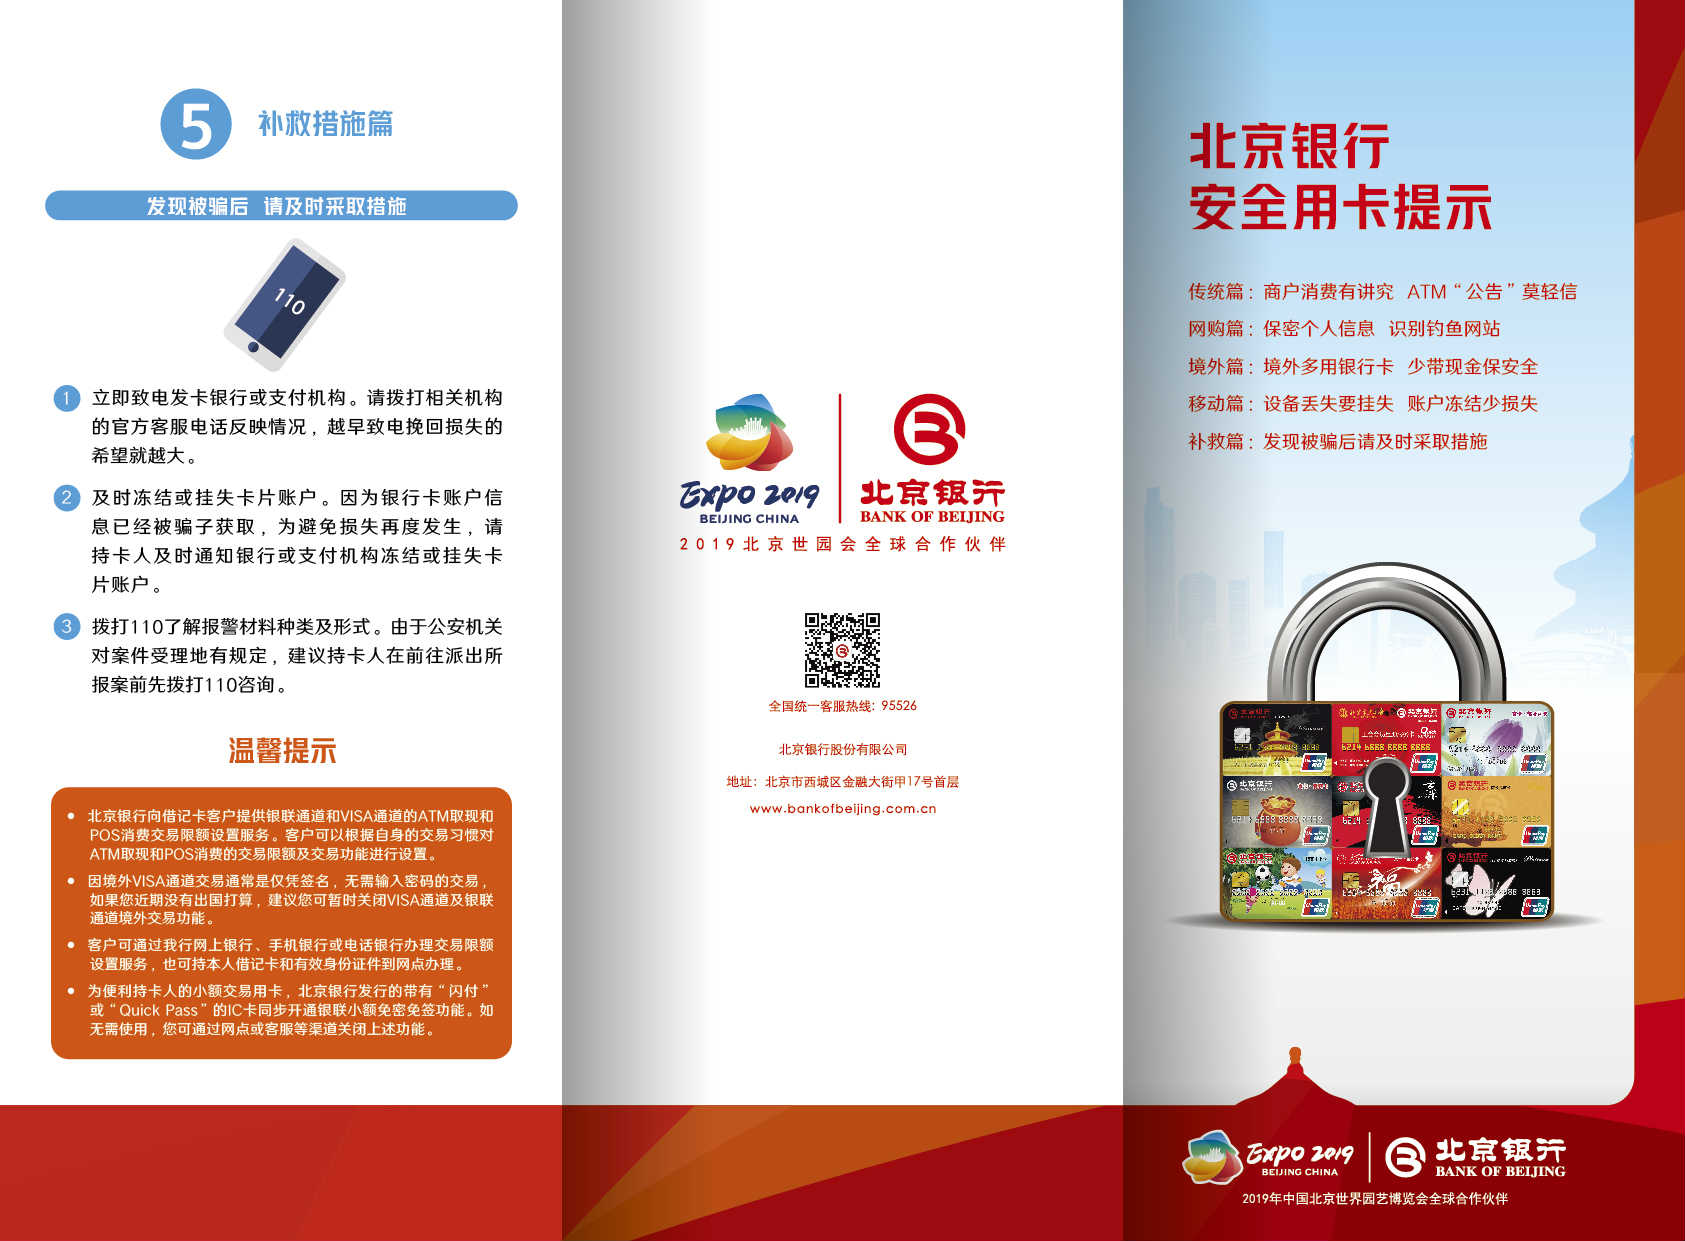 5 补救措施篇
发现被骗后 请及时采取措施
110
1 立即致电发卡银行或支付机构。请拨打相关机构
的官方客服电话反映情况，越早致电挽回损失的
希望就越大。
2 及时冻结或挂失卡片账户。因为银行卡账户信
息已经被骗子获取，为避免损失再度发生，请
持卡人及时通知银行或支付机构冻结或挂失卡
片账户。
3 拨打110了解报警材料种类及形式。由于公安机关
对案件受理地有规定，建议持卡人在前往派出所
报案前先拨打110咨询。
温馨提示
● 北京银行向借记卡客户提供银联通道和VISA通道的ATM取现和
POS消费交易限额设置服务。客户可以根据自身的交易习惯对
ATM取现和POS消费的交易限额及交易功能进行设置。
● 因境外VISA通道交易通常是仅凭签名，无需输入密码的交易，
如果您近期没有出国打算，建议您可暂时关闭VISA通道及银联
通道境外交易功能。
● 客户可通过我行网上银行、手机银行或电话银行办理交易限额
设置服务，也可持本人借记卡和有效身份证件到网点办理。
● 为便利持卡人的小额交易用卡，北京银行发行的带有“闪付”
或“Quick Pass”的IC卡同步开通银联小额免密免签功能。如
无需使用，您可通过网点或客服等渠道关闭上述功能。
EXPO 2019
BEIJING CHINA
北京银行
BANK OF BEIJING
2019北京世园会全球合作伙伴
全国统一客服热线：95526
北京银行股份有限公司
地址：北京市西城区金融大街甲17号首层
www.bankofbeijing.com.cn
北京银行
安全用卡提示
传统篇：商户消费有讲究 ATM“公告”莫轻信
网购篇：保密个人信息 识别钓鱼网站
境外篇：境外多用银行卡 少带现金保安全
移动篇：设备丢失要挂失 账户冻结少损失
补救篇：发现被骗后请及时采取措施
EXPO 2019
BEIJING CHINA
北京银行
BANK OF BEIJING
2019年中国北京世界园艺博览会全球合作伙伴